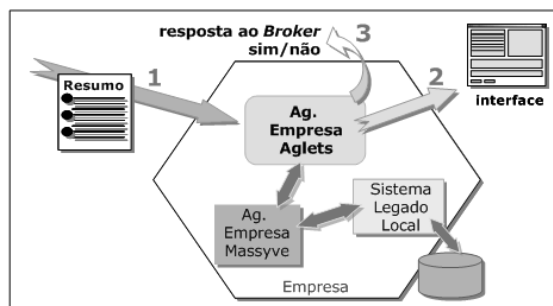 resposta ao Broker
sim/não
3
1
2
Resumo
interface
Ag.
Empresa
Aglets
Ag.
Empresa
Massyve
Sistema
Legado
Local
Empresa